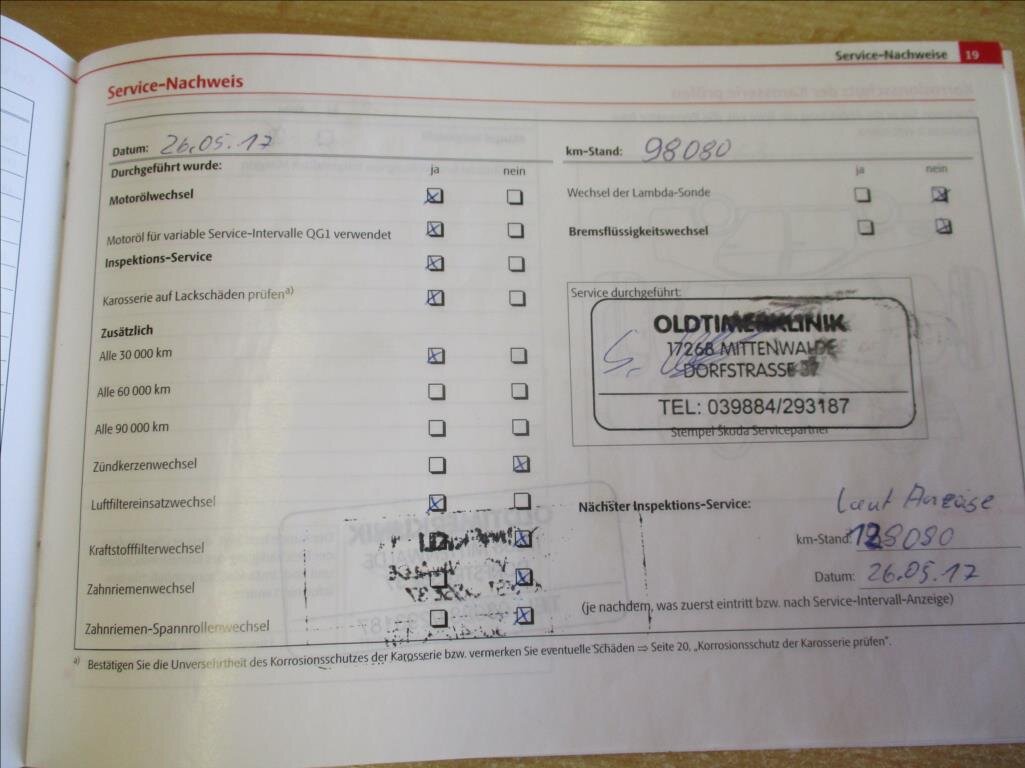 Service-Nachweise 19
Service-Nachweis
Datum: 26.05.17
km-Stand: 98080
Durchgeführt wurde:
ja nein
ja nein
Motorölwechsel
Motoröl für variable Service-Intervalle QG1 verwendet
Inspektions-Service
Karosserie auf Lackschäden prüfen a)
Zusätzlich
Alle 30 000 km
Alle 60 000 km
Alle 90 000 km
Zündkerzenwechsel
Luftfiltereinsatzwechsel
Kraftstofffilterwechsel
Zahnriemenwechsel
Zahnriemen-Spannrollenwechsel
Wechsel der Lambda-Sonde
Bremsflüssigkeitswechsel
Service durchgeführt:
OLDTIMERKLINIK
17268 MITTENWALDE
DORFSTRASSE 37
TEL: 039884/293187
Stempel Škoda Servicepartner
Nächster Inspektions-Service:
Laut Anzeige
km-Stand: 128080
Datum: 26.05.17
(je nachdem, was zuerst eintritt bzw. nach Service-Intervall-Anzeige)
a) Bestätigen Sie die Unversehrtheit des Korrosionsschutzes der Karosserie bzw. vermerken Sie eventuelle Schäden ⇒ Seite 20, „Korrosionsschutz der Karosserie prüfen".